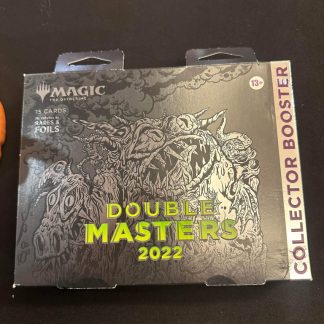 MAGIC
THE GATHERING
15 CARDS
RARES &
FOILS
13+
DOUBLE
MASTERS
2022
COLLECTOR BOOSTER